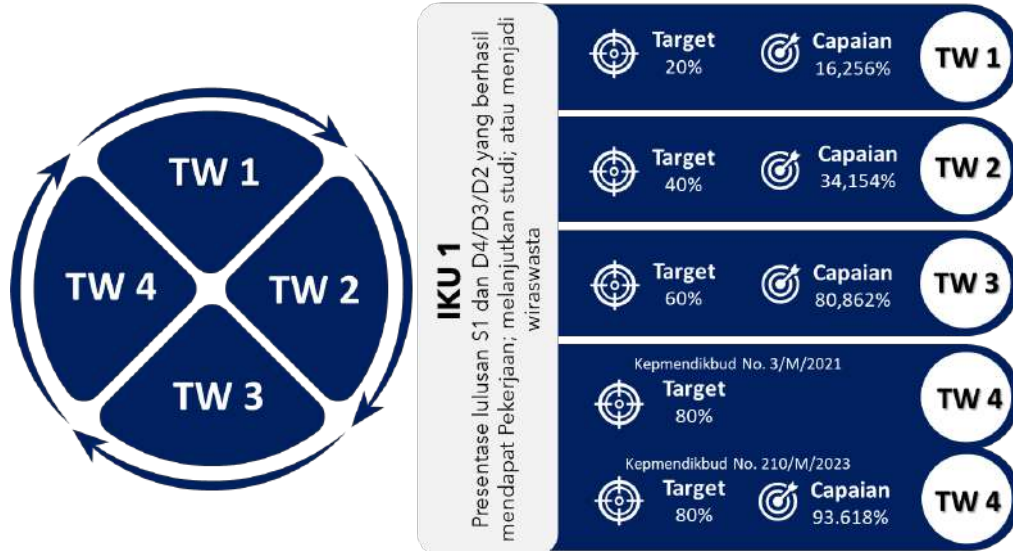 TW 1
TW 4
TW 2
TW 3
IKU 1
Presentase lulusan S1 dan D4/D3/D2 yang berhasil
mendapat Pekerjaan; melanjutkan studi; atau menjadi
wiraswasta
Target
20%
Capaian
16,256%
TW 1
Target
40%
Capaian
34,154%
TW 2
Target
60%
Capaian
80,862%
TW 3
Kepmendikbud No. 3/M/2021
Target
80%
TW 4
Kepmendikbud No. 210/M/2023
Target
80%
Capaian
93.618%
TW 4